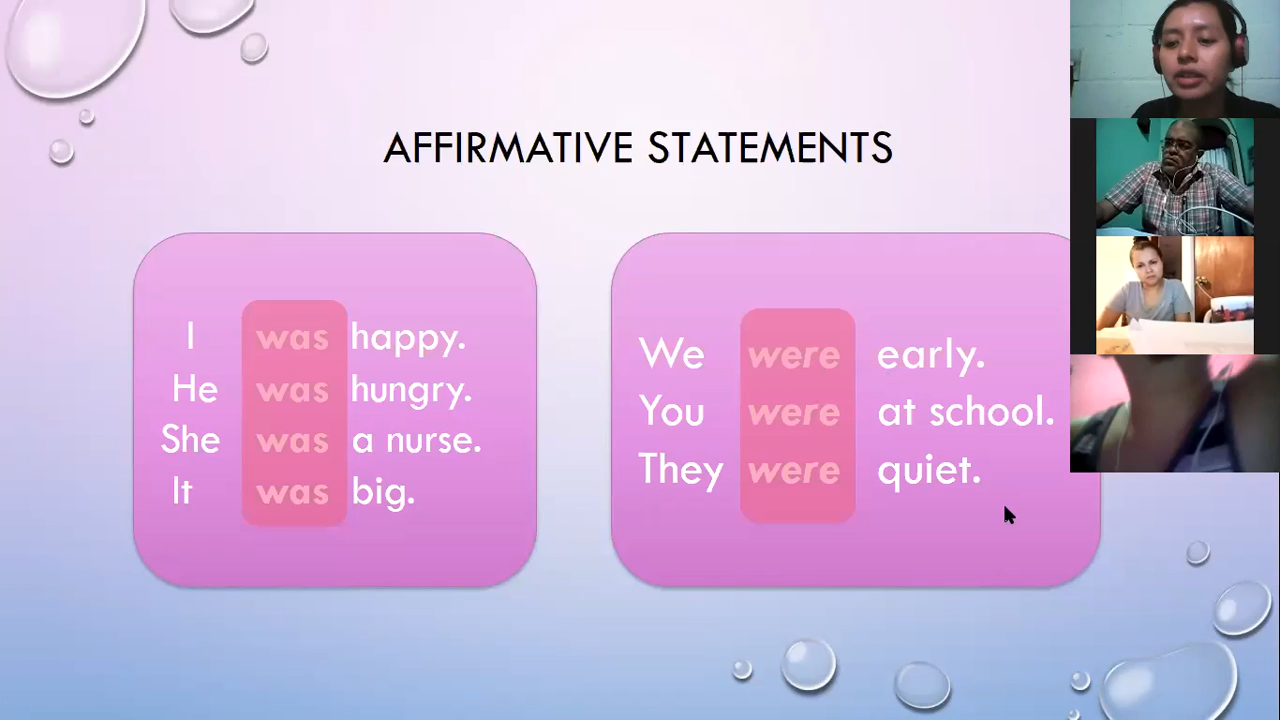 AFFIRMATIVE STATEMENTS
I was happy.
He was hungry.
She was a nurse.
It was big.
We were early.
You were at school.
They were quiet.